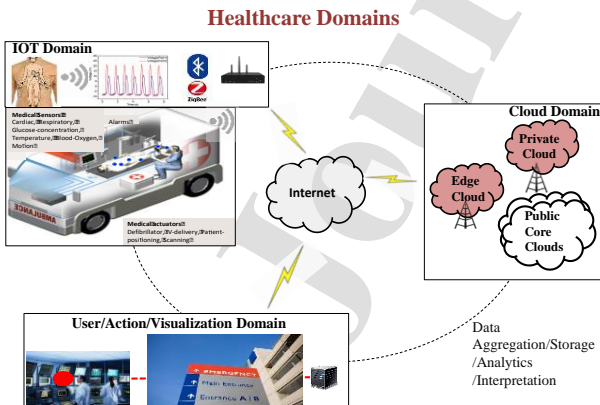 Healthcare Domains
IOT Domain
ZigBee
Medical Sensors
Cardiac, Respiratory, Alarms
Glucose-concentration,
Temperature, Blood-Oxygen,
Motion
AMBULANCE
Medical Actuators
Defibrillator, IV-delivery, Patient-
positioning, Scanning
Internet
Cloud Domain
Private
Cloud
Edge
Cloud
Public
Core
Clouds
User/Action/Visualization Domain
EMERGENCY
Main Entrance
Entrance A | B
Data
Aggregation/Storage
/Analytics
/Interpretation
Jour